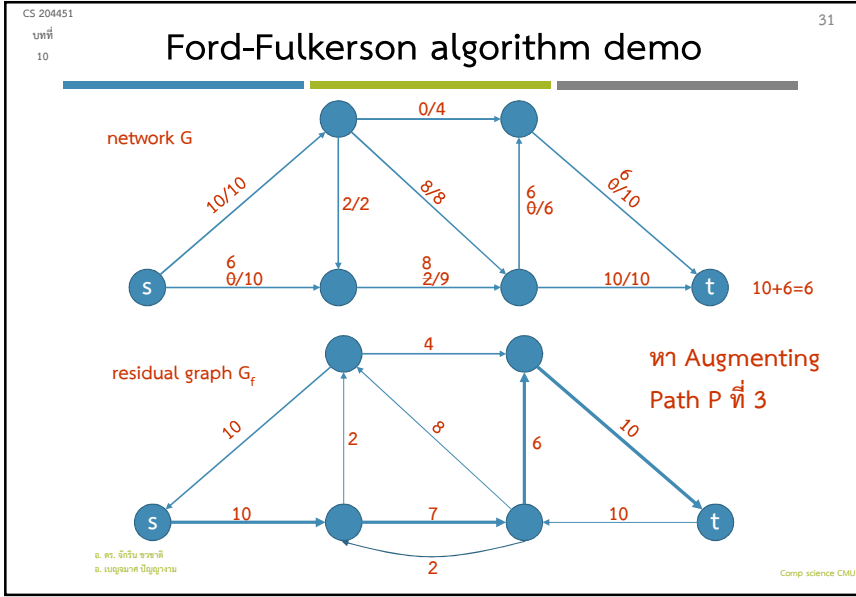 CS 204451
บทที่
10
31
Ford-Fulkerson algorithm demo
network G
0/4
10/10
2/2
8/8
6
0/6
6
0/10
6
0/10
8
2/9
10/10
s
t
10+6=6
residual graph Gf
4
หา Augmenting
Path P ที่ 3
10
2
8
6
10
s
10
7
10
t
2
อ. ดร. จักริน ชวชาติ
อ. เบญจมาศ ปัญญางาม
Comp science CMU